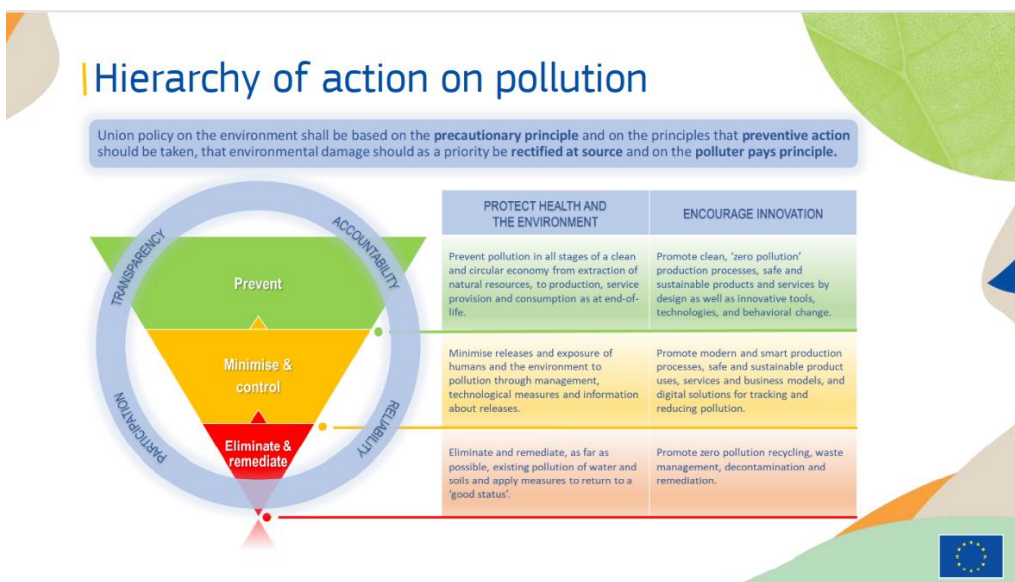 Hierarchy of action on pollution
Union policy on the environment shall be based on the precautionary principle and on the principles that preventive action
should be taken, that environmental damage should as a priority be rectified at source and on the polluter pays principle.
TRANSPARENCY
ACCOUNTABILITY
PARTICIPATION
RELIABILITY
Prevent
Minimise &
control
Eliminate &
remediate
PROTECT HEALTH AND
THE ENVIRONMENT
ENCOURAGE INNOVATION
Prevent pollution in all stages of a clean
and circular economy from extraction of
natural resources, to production, service
provision and consumption as at end-of-
life.
Promote clean, ‘zero pollution’
production processes, safe and
sustainable products and services by
design as well as innovative tools,
technologies, and behavioral change.
Minimise releases and exposure of
humans and the environment to
pollution through management,
technological measures and information
about releases.
Promote modern and smart production
processes, safe and sustainable product
uses, services and business models, and
digital solutions for tracking and
reducing pollution.
Eliminate and remediate, as far as
possible, existing pollution of water and
soils and apply measures to return to a
‘good status’.
Promote zero pollution recycling, waste
management, decontamination and
remediation.